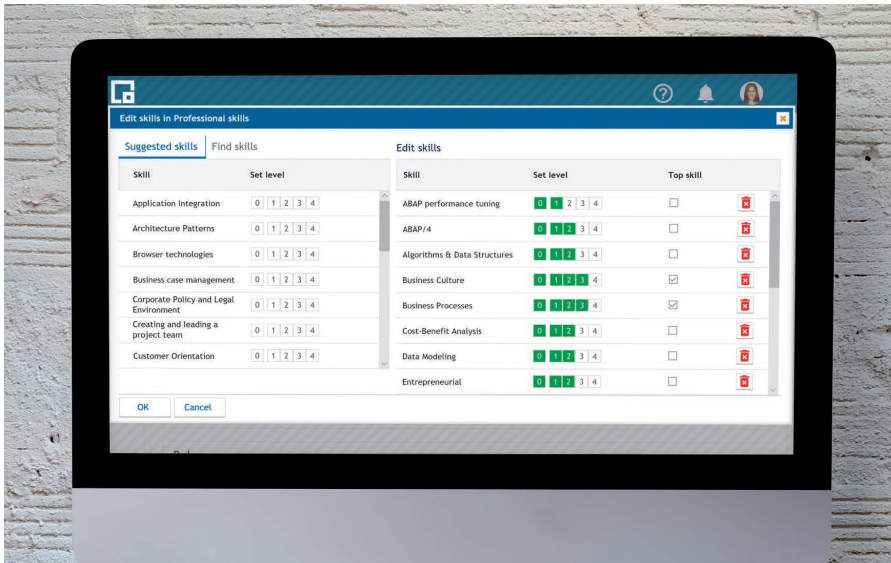 Edit skills in Professional skills
Suggested skills Find skills
Skill Set level
Application Integration 0 1 2 3 4
Architecture Patterns 0 1 2 3 4
Browser technologies 0 1 2 3 4
Business case management 0 1 2 3 4
Corporate Policy and Legal
Environment 0 1 2 3 4
Creating and leading a
project team 0 1 2 3 4
Customer Orientation 0 1 2 3 4
Edit skills
Skill Set level Top skill
ABAP performance tuning 0 1 2 3 4
ABAP/4 0 1 2 3 4
Algorithms & Data Structures 0 1 2 3 4
Business Culture 0 1 2 3 4
Business Processes 0 1 2 3 4
Cost-Benefit Analysis 0 1 2 3 4
Data Modeling 0 1 2 3 4
Entrepreneurial 0 1 2 3 4
OK Cancel